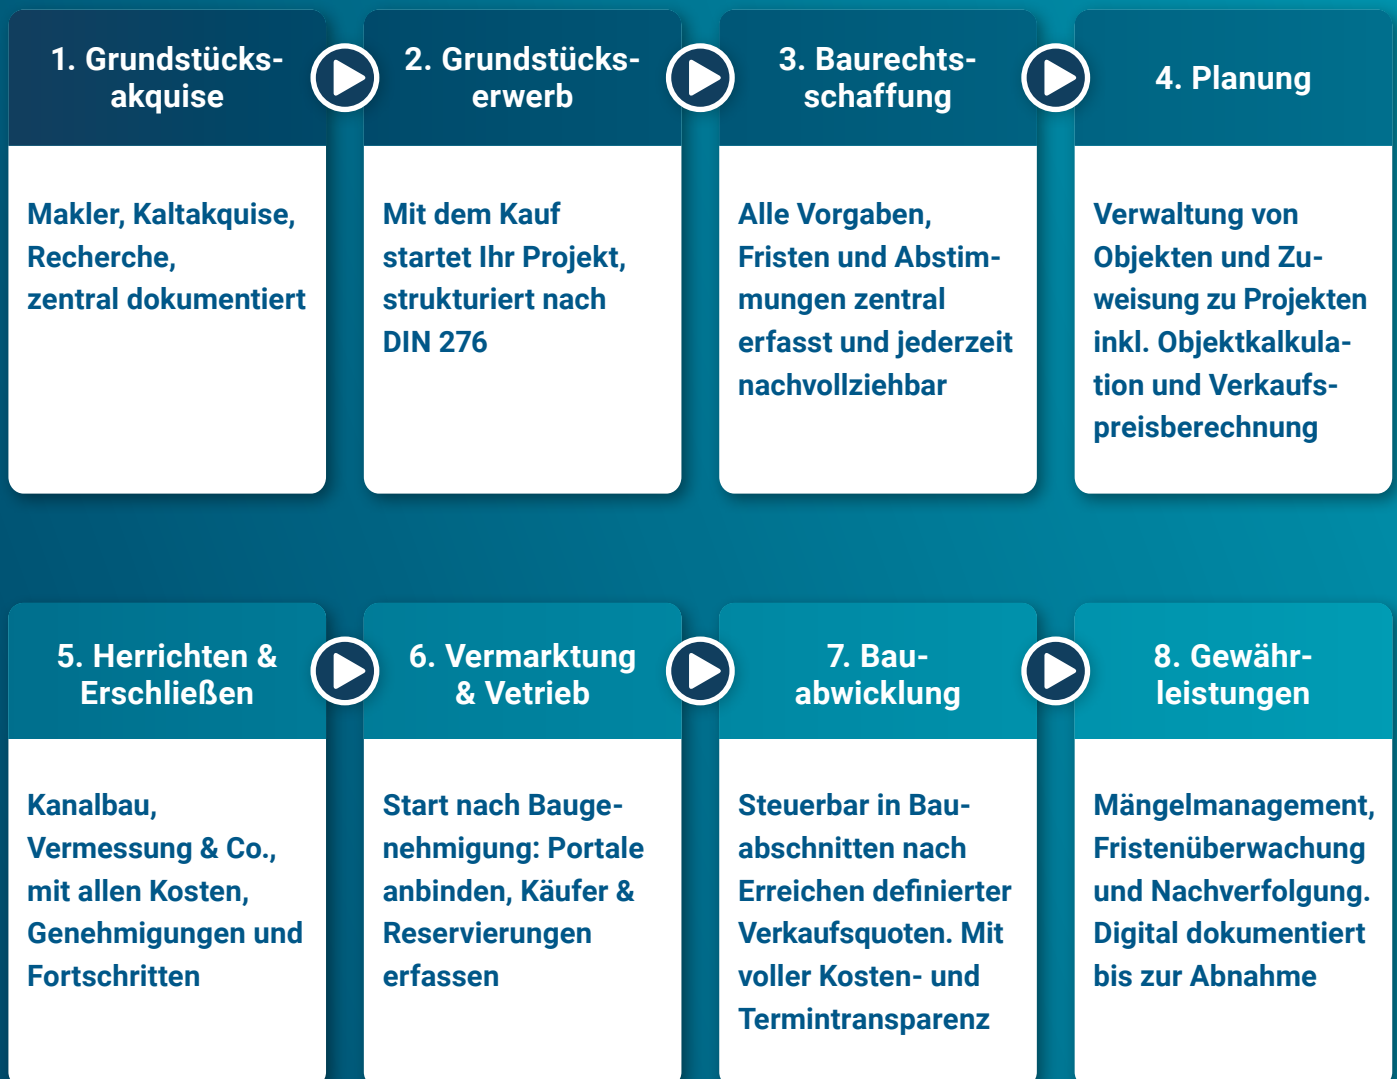 1. Grundstücks-
akquise
Makler, Kaltakquise,
Recherche,
zentral dokumentiert
2. Grundstücks-
erwerb
Mit dem Kauf
startet Ihr Projekt,
strukturiert nach
DIN 276
3. Baurechts-
schaffung
Alle Vorgaben,
Fristen und Abstim-
mungen zentral
erfasst und jederzeit
nachvollziehbar
4. Planung
Verwaltung von
Objekten und Zu-
weisung zu Projekten
inkl. Objektkalkula-
tion und Verkaufs-
preisberechnung
5. Herrichten &
Erschließen
Kanalbau,
Vermessung & Co.,
mit allen Kosten,
Genehmigungen und
Fortschritten
6. Vermarktung
& Vetrieb
Start nach Bauge-
nehmigung: Portale
anbinden, Käufer &
Reservierungen
erfassen
7. Bau-
abwicklung
Steuerbar in Bau-
abschnitten nach
Erreichen definierter
Verkaufsquoten. Mit
voller Kosten- und
Termintransparenz
8. Gewähr-
leistungen
Mängelmanagement,
Fristenüberwachung
und Nachverfolgung.
Digital dokumentiert
bis zur Abnahme